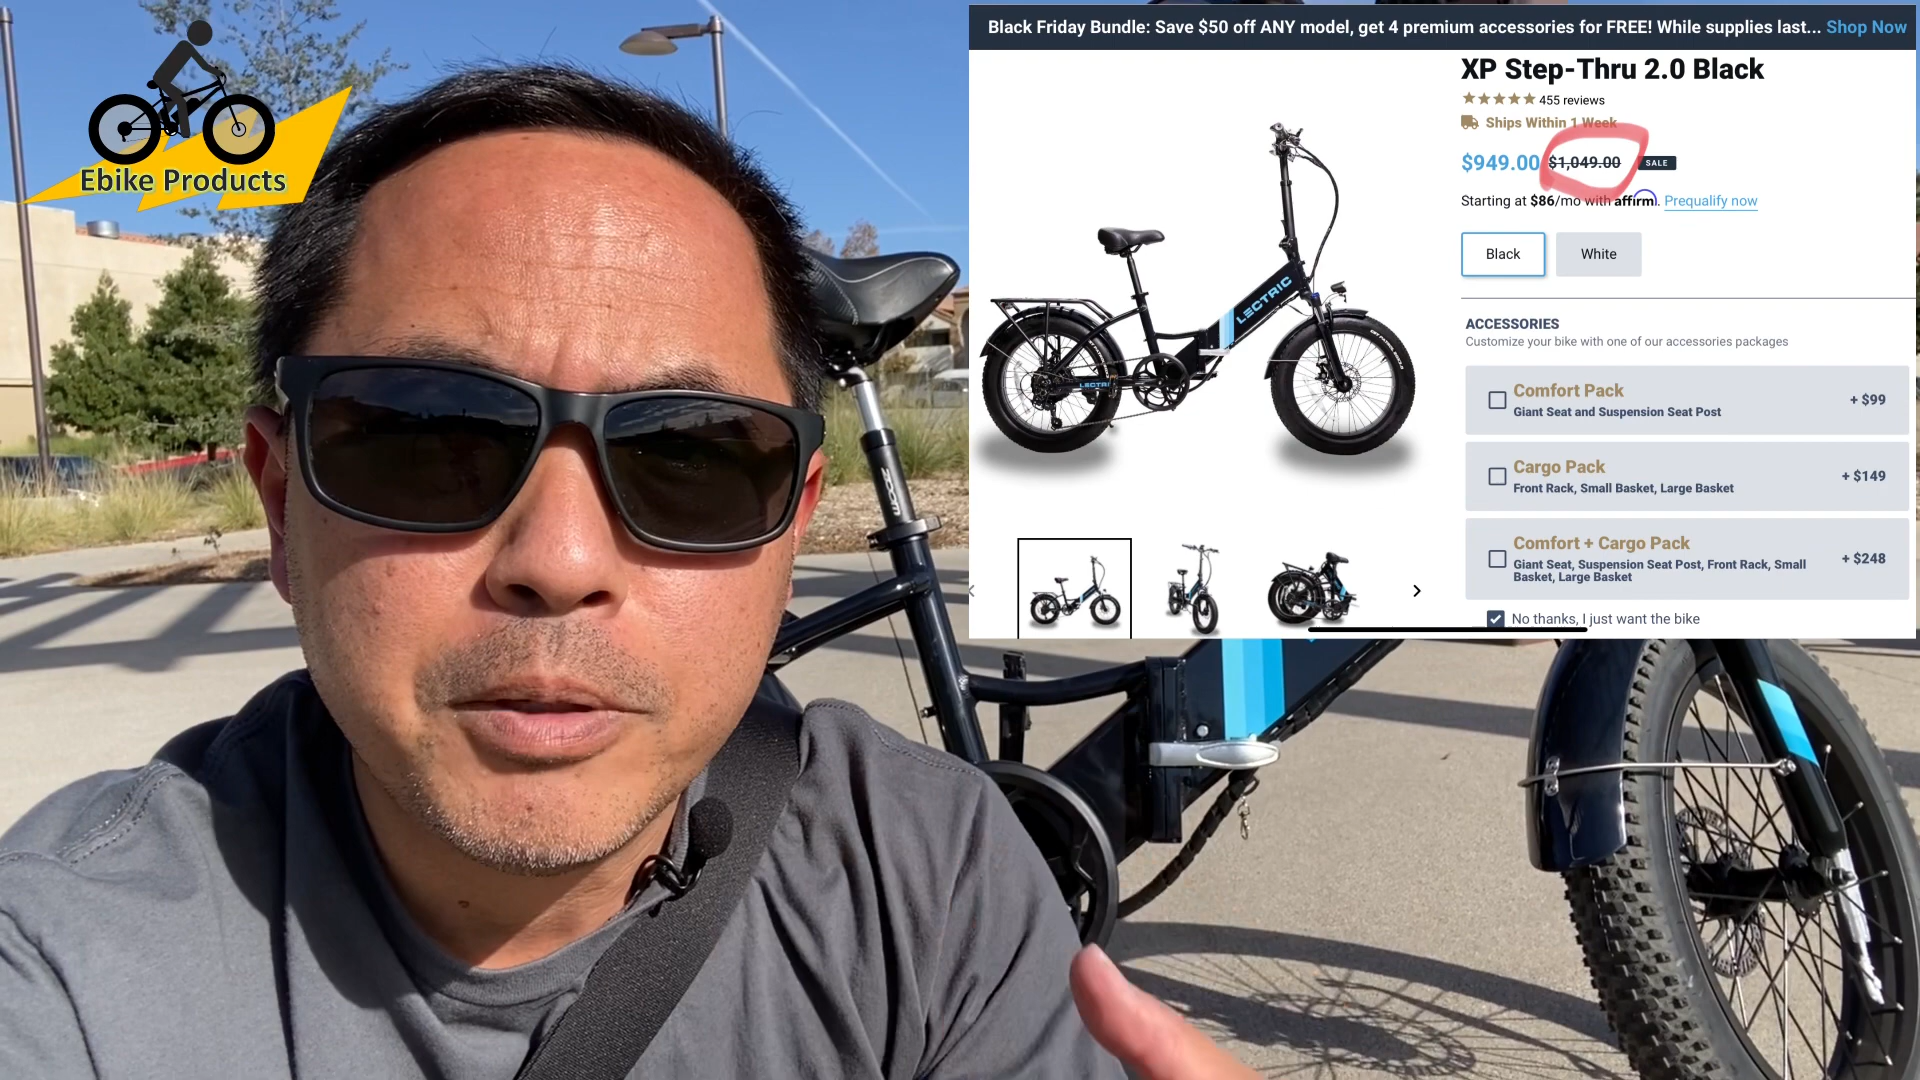 Ebike Products
Black Friday Bundle: Save $50 off ANY model, get 4 premium accessories for FREE! While supplies last... Shop Now
XP Step-Thru 2.0 Black
455 reviews
Ships Within 1 Week
$949.00 $1,049.00 SALE
Starting at $86/mo with affirm. Prequalify now
Black White
ACCESSORIES
Customize your bike with one of our accessories packages
Comfort Pack
Giant Seat and Suspension Seat Post
+ $99
Cargo Pack
Front Rack, Small Basket, Large Basket
+ $149
Comfort + Cargo Pack
Giant Seat, Suspension Seat Post, Front Rack, Small
Basket, Large Basket
+ $248
No thanks, I just want the bike
LECTRIC
LECTRI
zoom